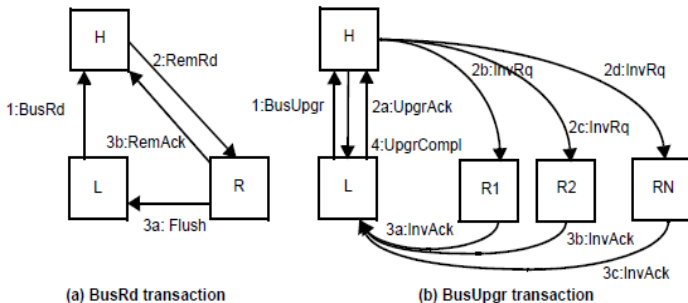 H
2:RemRd
1:BusRd
3b:RemAck
L
R
3a: Flush
(a) BusRd transaction
H
2b:InvRq
2d:InvRq
1:BusUpgr
2a:UpgrAck
2c:InvRq
4:UpgrCompl
L
R1
R2
RN
3a:InvAck
3b:InvAck
3c:InvAck
(b) BusUpgr transaction